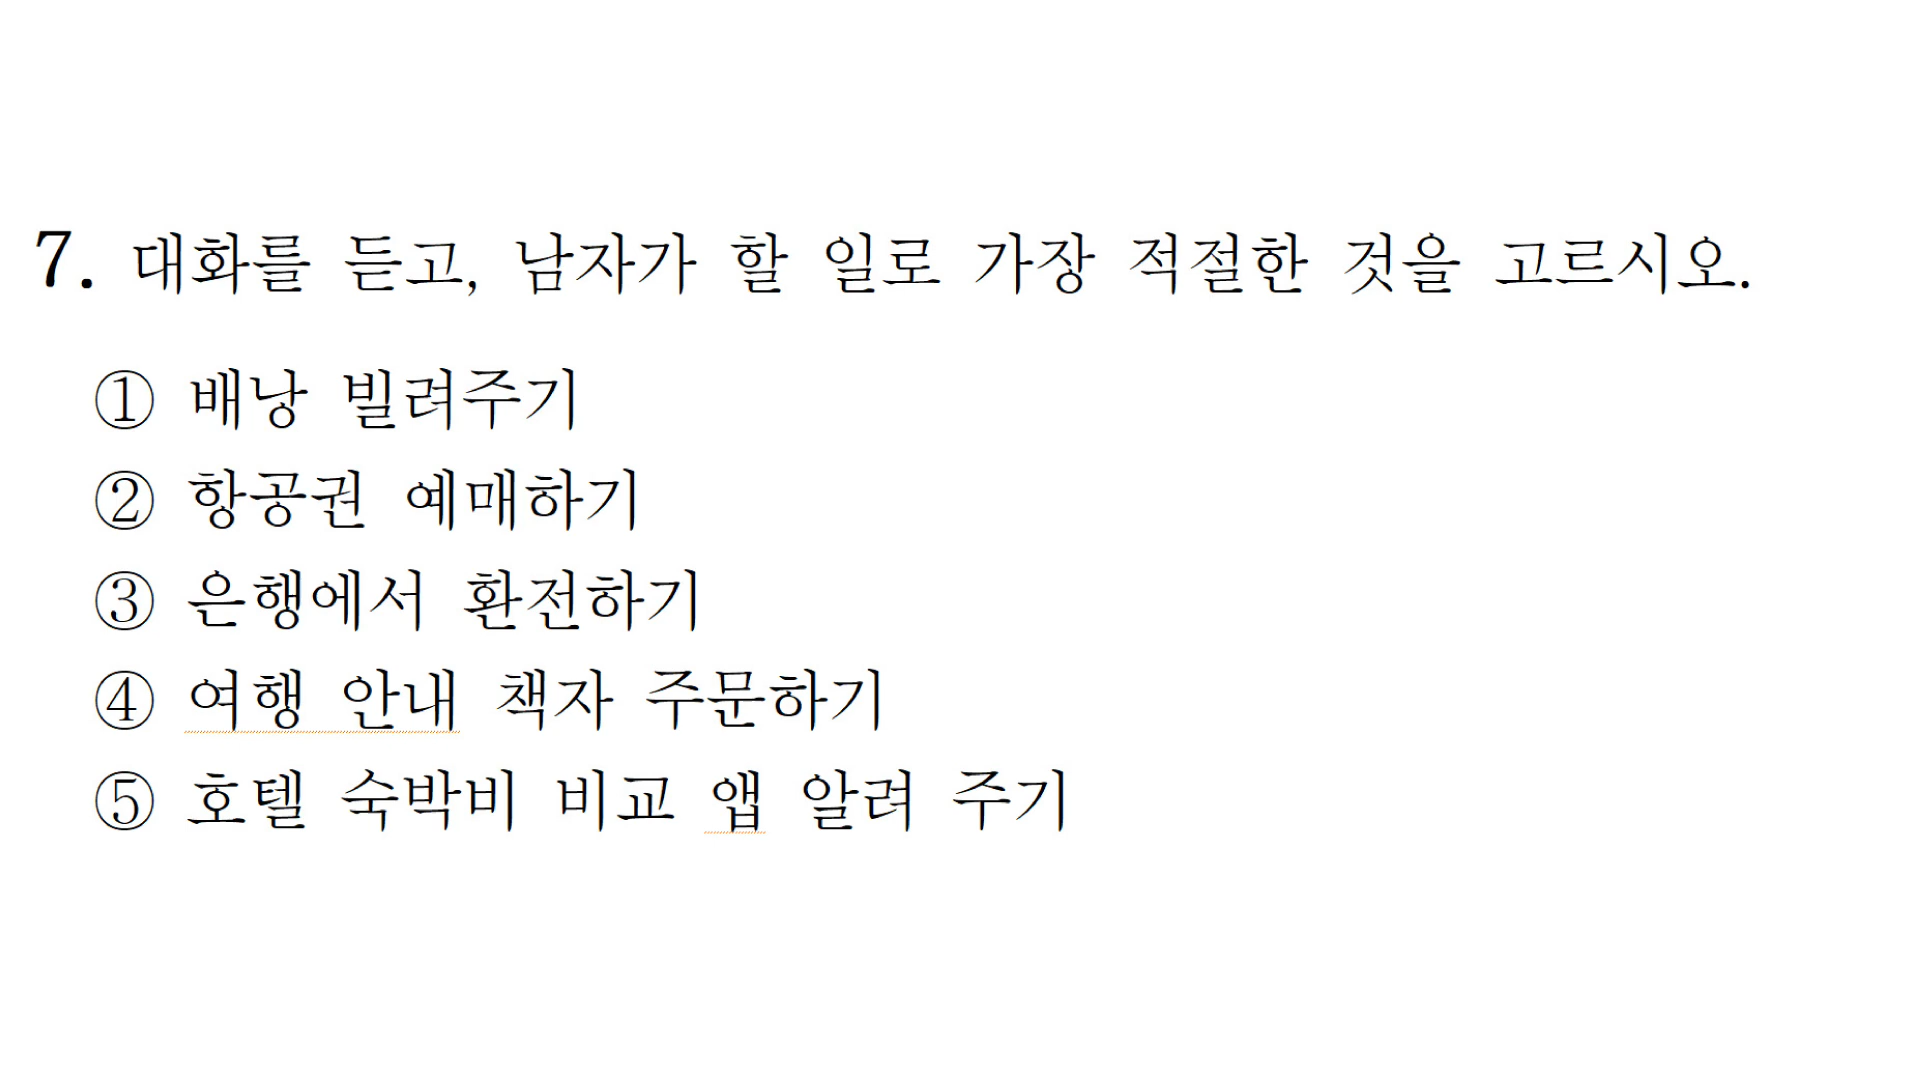 7. 대화를 듣고, 남자가 할 일로 가장 적절한 것을 고르시오.
① 배낭 빌려주기
② 항공권 예매하기
③ 은행에서 환전하기
④ 여행 안내 책자 주문하기
⑤ 호텔 숙박비 비교 앱 알려 주기